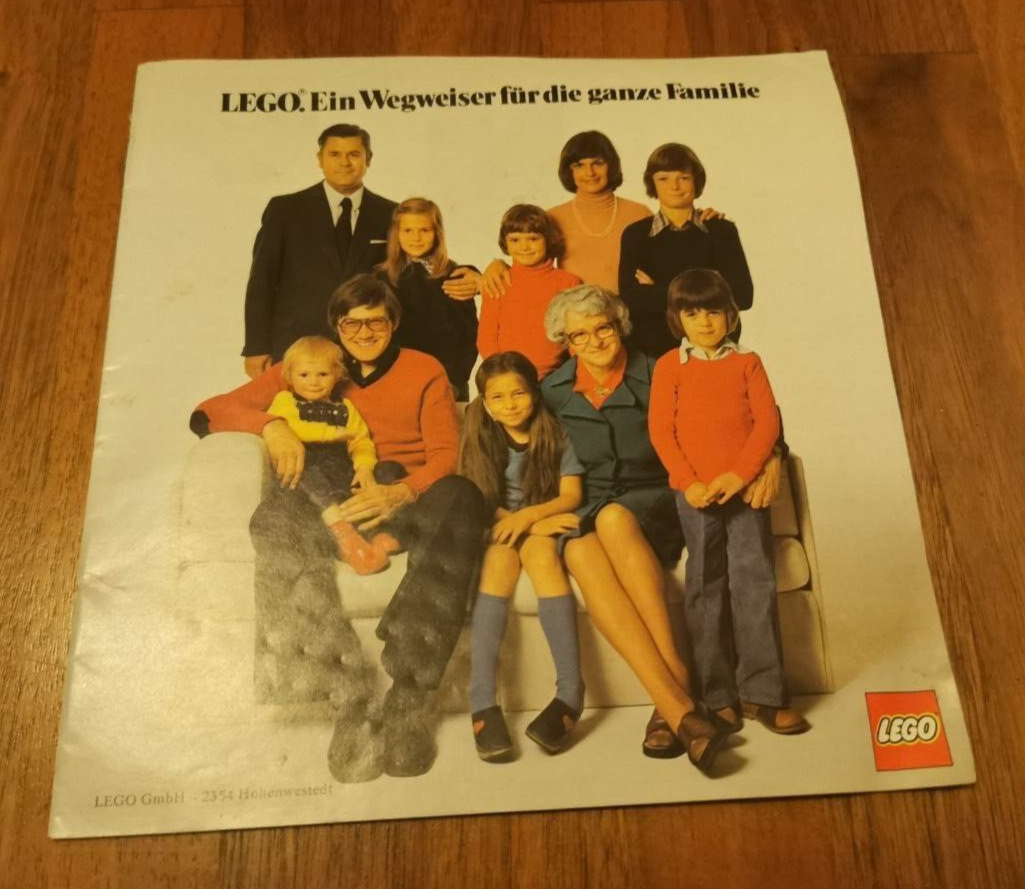 LEGO®. Ein Wegweiser für die ganze Familie
LEGO
LEGO GmbH - 2354 Hohenwestedt